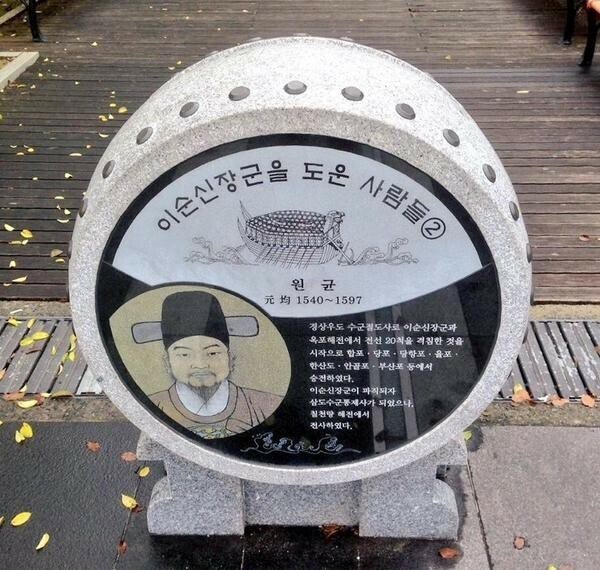 이순신장군을 도운 사람들②
원 균
元 均 1540~1597
경상우도 수군절도사로 이순신장군과
옥포해전에서 전선 20척을 격침한 것을
시작으로 합포 · 당포 · 당항포 · 율포 ·
한산도 · 안골포 · 부산포 등에서
승전하였다.
이순신장군이 파직되자
삼도수군통제사가 되었으나,
칠천량 해전에서
전사하였다.